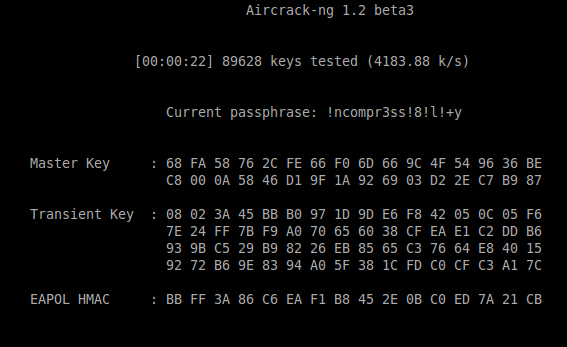 Aircrack-ng 1.2 beta3
[00:00:22] 89628 keys tested (4183.88 k/s)
Current passphrase: !ncompr3ss!8!l!+y
Master Key : 68 FA 58 76 2C FE 66 F0 6D 66 9C 4F 54 96 36 BE
C8 00 0A 58 46 D1 9F 1A 92 69 03 D2 2E C7 B9 87
Transient Key : 08 02 3A 45 BB B0 97 1D 9D E6 F8 42 05 0C 05 F6
7E 24 FF 7B F9 A0 70 65 60 38 CF EA E1 C2 DD B6
93 9B C5 29 B9 82 26 EB 85 65 C3 76 64 E8 40 15
92 72 B6 9E 83 94 A0 5F 38 1C FD C0 CF C3 A1 7C
EAPOL HMAC : BB FF 3A 86 C6 EA F1 B8 45 2E 0B C0 ED 7A 21 CB